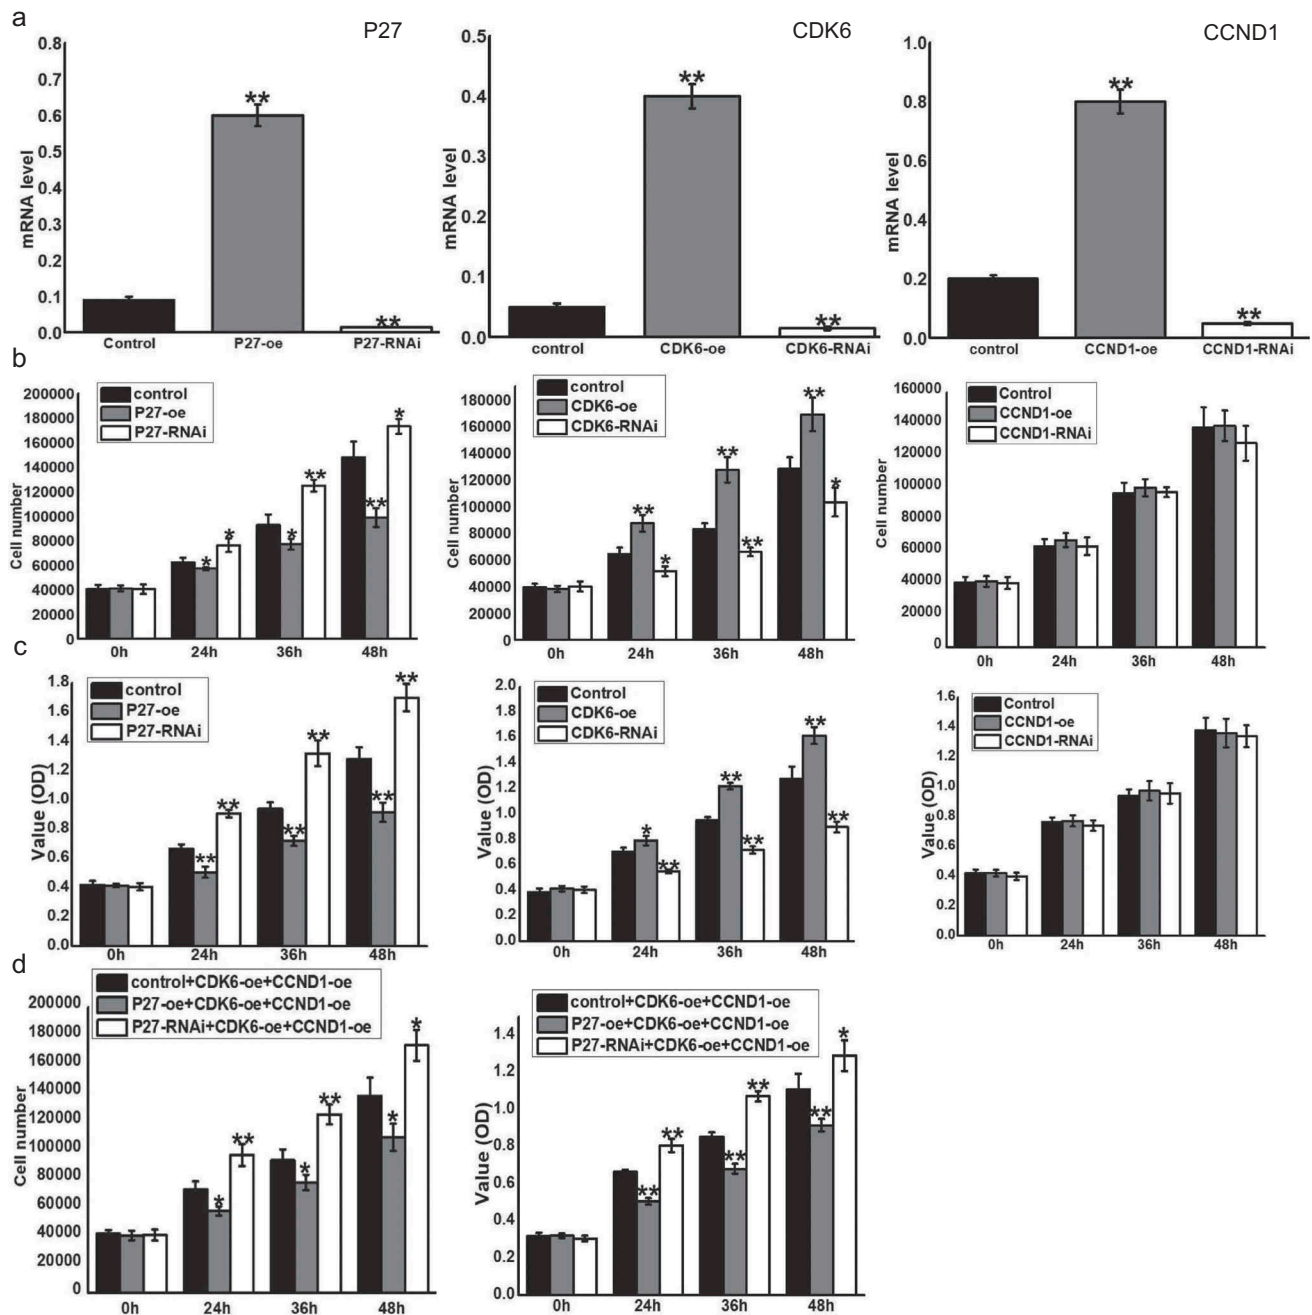 a
P27
CDK6
CCND1
mRNA level
0.8
0.7
0.6
0.5
0.4
0.3
0.2
0.1
0.0
**
**
Control
P27-oe
P27-RNAi
mRNA level
0.5
0.4
0.3
0.2
0.1
0.0
**
**
control
CDK6-oe
CDK6-RNAi
mRNA level
1.0
0.8
0.6
0.4
0.2
0.0
**
**
control
CCND1-oe
CCND1-RNAi
b
Cell number
200000
180000
160000
140000
120000
100000
80000
60000
40000
20000
0
control
P27-oe
P27-RNAi
*
*
*
**
**
*
0h
24h
36h
48h
Cell number
180000
160000
140000
120000
100000
80000
60000
40000
20000
0
control
CDK6-oe
CDK6-RNAi
**
*
**
**
**
*
0h
24h
36h
48h
Cell number
160000
140000
120000
100000
80000
60000
40000
20000
0
Control
CCND1-oe
CCND1-RNAi
0h
24h
36h
48h
c
Value (OD)
1.8
1.6
1.4
1.2
1.0
0.8
0.6
0.4
0.2
0.0
control
P27-oe
P27-RNAi
**
**
**
**
**
**
0h
24h
36h
48h
Value (OD)
2.0
1.8
1.6
1.4
1.2
1.0
0.8
0.6
0.4
0.2
0.0
Control
CDK6-oe
CDK6-RNAi
*
**
**
**
**
**
0h
24h
36h
48h
Value (OD)
1.6
1.4
1.2
1.0
0.8
0.6
0.4
0.2
0.0
Control
CCND1-oe
CCND1-RNAi
0h
24h
36h
48h
d
Cell number
200000
180000
160000
140000
120000
100000
80000
60000
40000
20000
0
control+CDK6-oe+CCND1-oe
P27-oe+CDK6-oe+CCND1-oe
P27-RNAi+CDK6-oe+CCND1-oe
*
**
*
**
*
*
0h
24h
36h
48h
Value (OD)
1.4
1.2
1.0
0.8
0.6
0.4
0.2
0.0
control+CDK6-oe+CCND1-oe
P27-oe+CDK6-oe+CCND1-oe
P27-RNAi+CDK6-oe+CCND1-oe
**
**
**
**
**
*
0h
24h
36h
48h